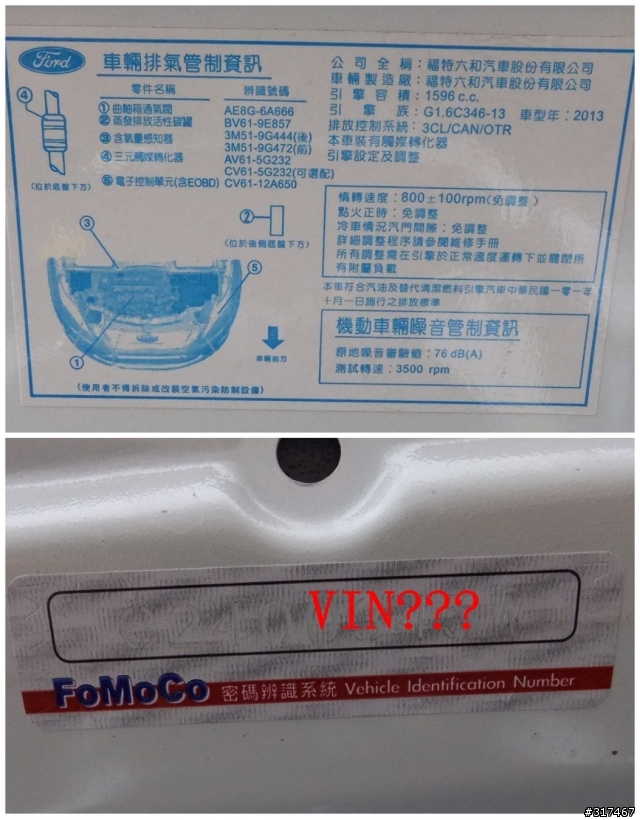 Ford
車輛排氣管制資訊
零件名稱 辨識號碼
①曲軸箱通氣閥 AE8G-6A666
②蒸發排放活性碳罐 BV61-9E857
③含氧量感知器 3M51-9G444(後)
3M51-9G472(前)
④三元觸媒轉化器 AV61-5G232
CV61-5G232(可選配)
⑤電子控制單元(含EOBD) CV61-12A650
④
(位於底盤下方)
②
(位於後側底盤下方)
③
⑤
①
車輛前方
(使用者不得拆除或改裝空氣污染防制設備)
公司全稱：福特六和汽車股份有限公司
車輛製造廠：福特六和汽車股份有限公司
引擎容積：1596 c.c.
引擎族：G1.6C346-13 車型年：2013
排放控制系統：3CL/CAN/OTR
本車裝有觸媒轉化器
引擎設定及調整
惰轉速度：800±100rpm(免調整)
點火正時：免調整
冷車情況汽門間隙：免調整
詳細調整程序請參閱維修手冊
所有調整需在引擎於正常溫度運轉下並關閉所
有附屬負載
本車符合汽油及替代清潔燃料引擎汽車中華民國一零一年
十月一日施行之排放標準
機動車輛噪音管制資訊
原地噪音審驗值：76 dB(A)
測試轉速：3500 rpm
VIN???
FoMoCo 密碼辨識系統 Vehicle Identification Number
#317467